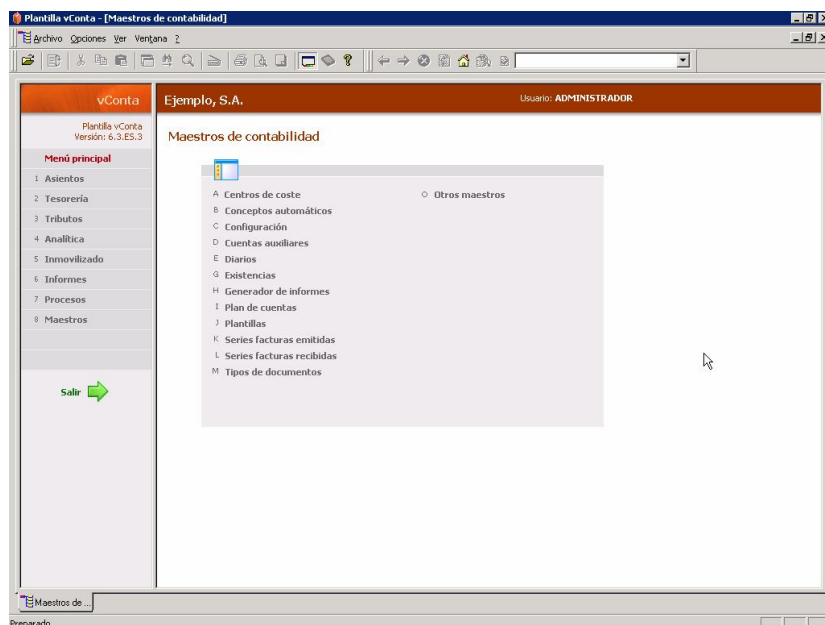 Plantilla vConta - [Maestros de contabilidad]
Archivo Opciones Ver Ventana ?
vConta
Ejemplo, S.A.
Usuario: ADMINISTRADOR
Plantilla vConta
Versión: 6.3.ES.3
Maestros de contabilidad
Menú principal
1 Asientos
2 Tesorería
3 Tributos
4 Analítica
5 Inmovilizado
6 Informes
7 Procesos
8 Maestros
Salir
A Centros de coste
B Conceptos automáticos
C Configuración
D Cuentas auxiliares
E Diarios
G Existencias
H Generador de informes
I Plan de cuentas
J Plantillas
K Series facturas emitidas
L Series facturas recibidas
M Tipos de documentos
O Otros maestros
Maestros de ...
Preparado